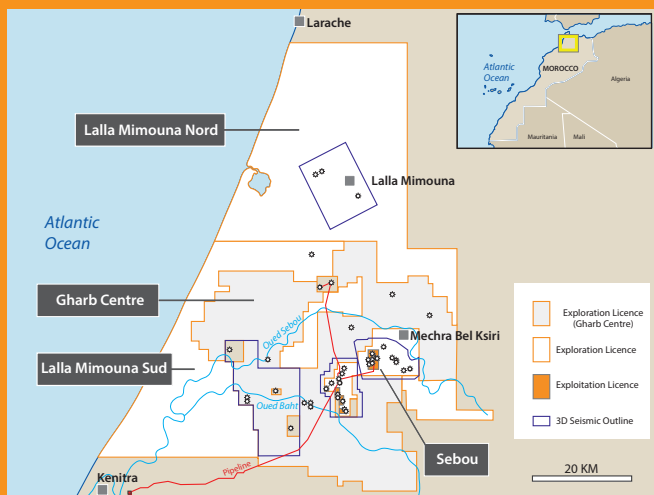 Larache
Atlantic
Ocean
MOROCCO
Algeria
Mauritania
Mali
Lalla Mimouna Nord
Lalla Mimouna
Atlantic
Ocean
Gharb Centre
Oued Sebou
Mechra Bel Ksiri
Lalla Mimouna Sud
Oued Baht
Sebou
Pipeline
Kenitra
Exploration Licence
(Gharb Centre)
Exploration Licence
Exploitation Licence
3D Seismic Outline
20 KM